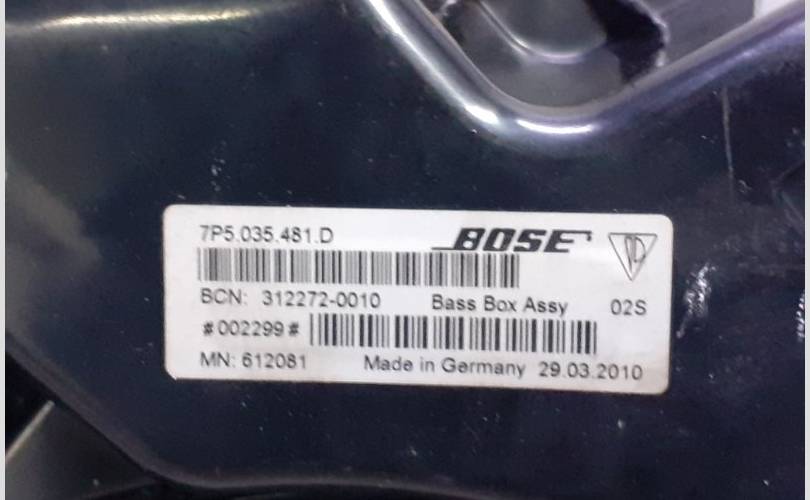 7P5.035.481.D
BOSE
BCN: 312272-0010 Bass Box Assy 02S
#002299#
MN: 612081 Made in Germany 29.03.2010